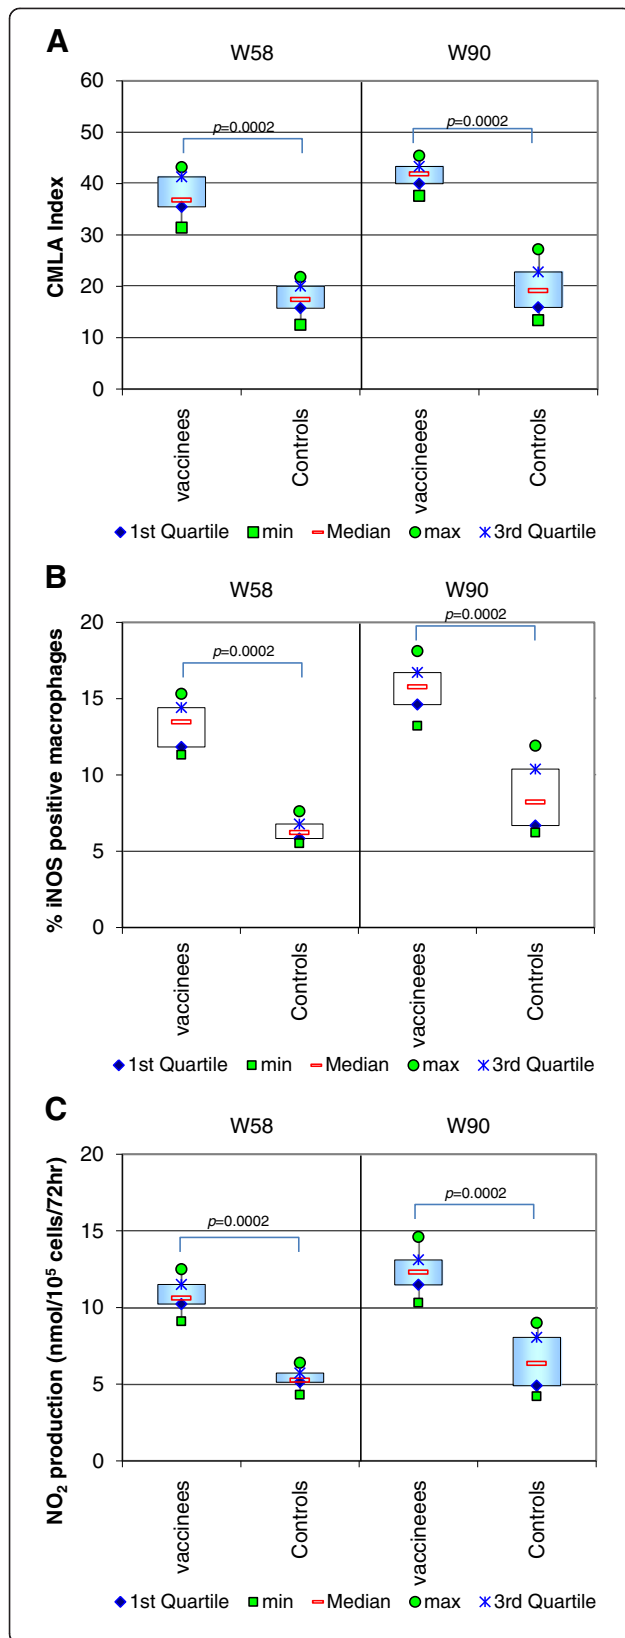 A
W58 W90
60
50
40
30
20
10
0
CMLA Index
p=0.0002 p=0.0002
vaccinees Controls vaccineees Controls
1st Quartile min Median max 3rd Quartile
B
W58 W90
20
15
10
5
0
% iNOS positive macrophages
p=0.0002 p=0.0002
vaccinees Controls vaccineees Controls
1st Quartile min Median max 3rd Quartile
C
W58 W90
20
15
10
5
0
NO₂ production (nmol/10⁵ cells/72hr)
p=0.0002 p=0.0002
vaccinees Controls vaccineees Controls
1st Quartile min Median max 3rd Quartile